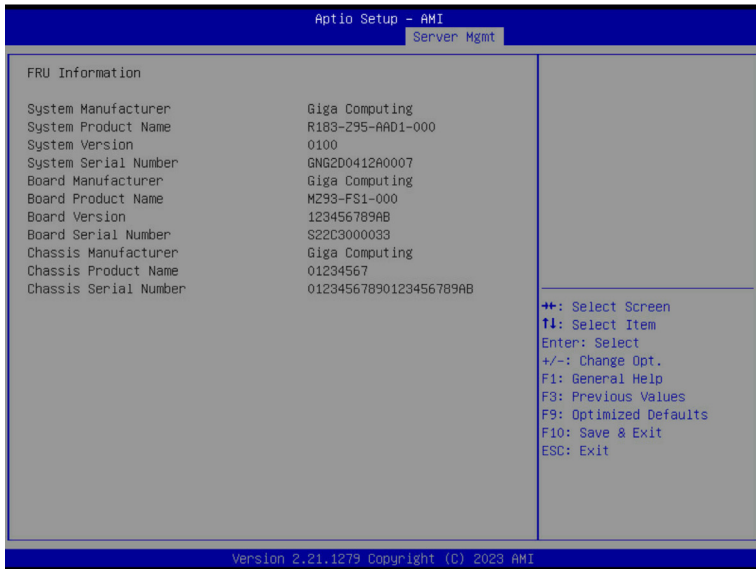 Aptio Setup - AMI
Server Mgmt
FRU Information
System Manufacturer Giga Computing
System Product Name R183-Z95-AAD1-000
System Version 0100
System Serial Number GNG2D0412A0007
Board Manufacturer Giga Computing
Board Product Name MZ93-FS1-000
Board Version 123456789AB
Board Serial Number S22C3000033
Chassis Manufacturer Giga Computing
Chassis Product Name 01234567
Chassis Serial Number 01234567890123456789AB
→←: Select Screen
↑↓: Select Item
Enter: Select
+/-: Change Opt.
F1: General Help
F3: Previous Values
F9: Optimized Defaults
F10: Save & Exit
ESC: Exit
Version 2.21.1279 Copyright (C) 2023 AMI